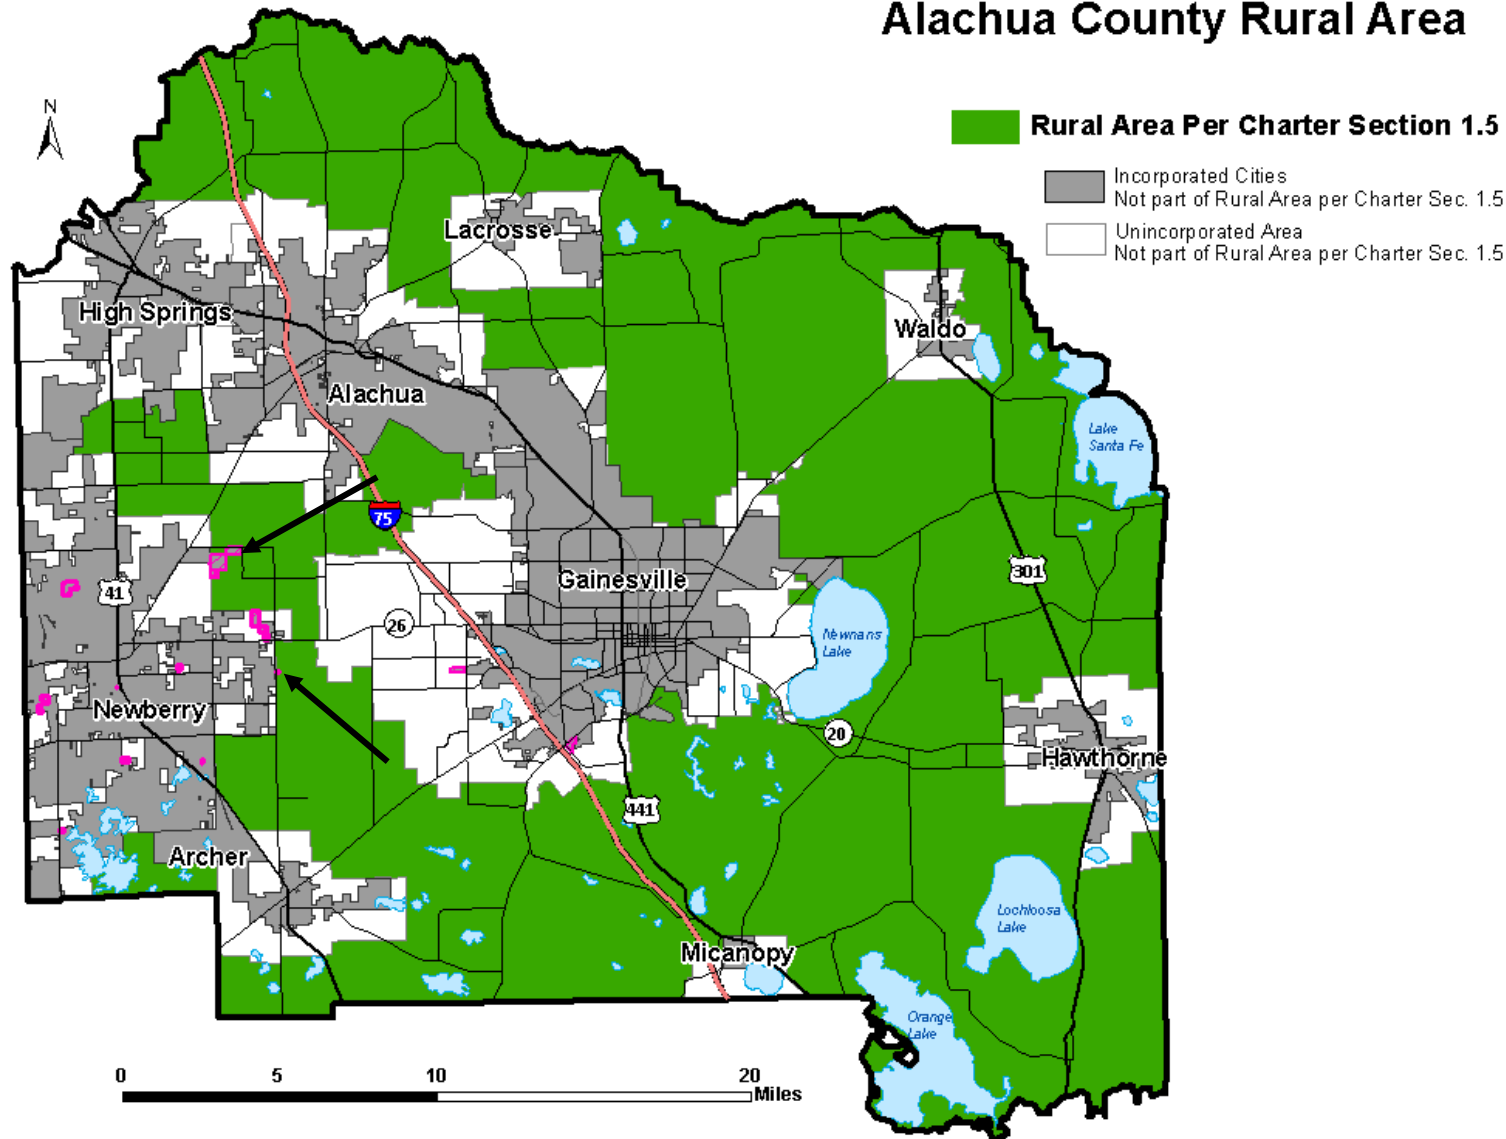 Alachua County Rural Area
N
Rural Area Per Charter Section 1.5
Incorporated Cities
Not part of Rural Area per Charter Sec. 1.5
Unincorporated Area
Not part of Rural Area per Charter Sec. 1.5
Lacrosse
High Springs
Waldo
Alachua
Lake
Santa Fe
75
41
Gainesville
301
26
Newnans
Lake
Newberry
20
Hawthorne
441
Archer
Lochloosa
Lake
Micanopy
Orange
Lake
0 5 10 20
Miles